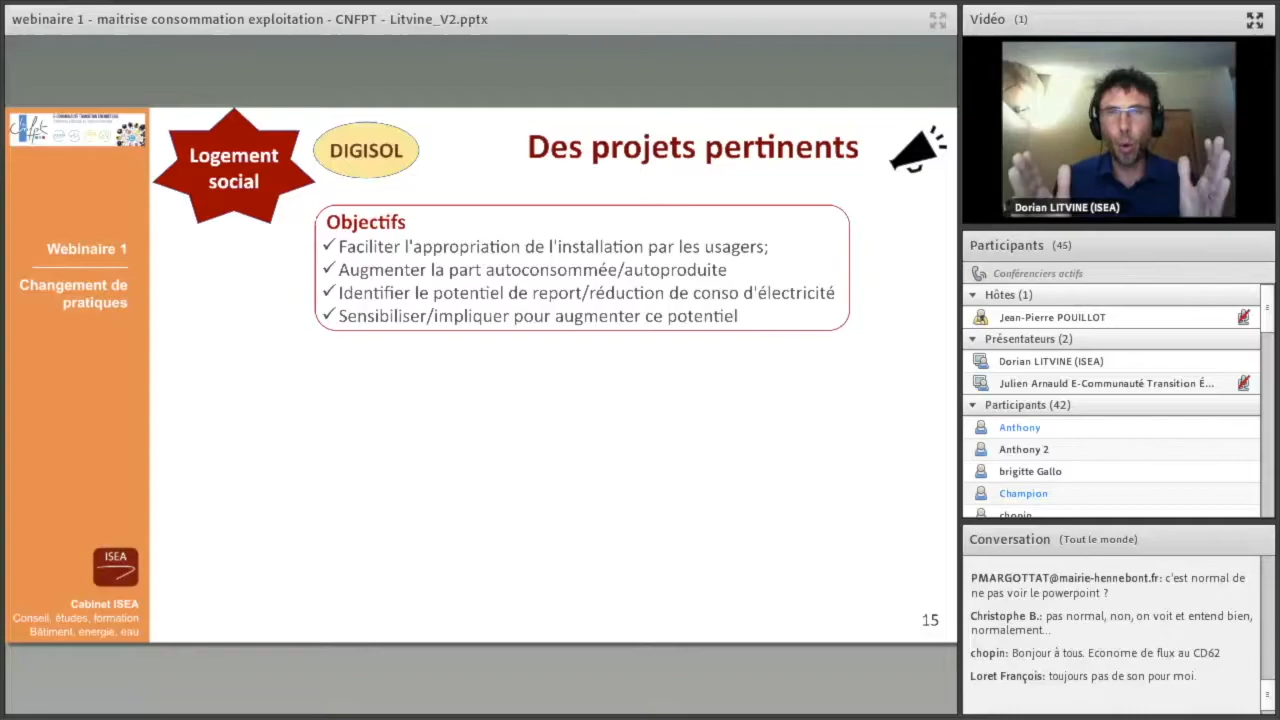 webinaire 1 - maitrise consommation exploitation - CNFPT - Litvine_V2.pptx
Logement
social
DIGISOL
Des projets pertinents
Objectifs
✓Faciliter l'appropriation de l'installation par les usagers;
✓Augmenter la part autoconsommée/autoproduite
✓Identifier le potentiel de report/réduction de conso d'électricité
✓Sensibiliser/impliquer pour augmenter ce potentiel
Webinaire 1
Changement de
pratiques
ISEA
Cabinet ISEA
Conseil, études, formation
Bâtiment, energie, eau
15
Vidéo (1)
Dorian LITVINE (ISEA)
Participants (45)
Conférenciers actifs
Hôtes (1)
Jean-Pierre POUILLOT
Présentateurs (2)
Dorian LITVINE (ISEA)
Julien Arnauld E-Communauté Transition É...
Participants (42)
Anthony
Anthony 2
brigitte Gallo
Champion
chopin
Conversation (Tout le monde)
PMARGOTTAT@mairie-hennebont.fr: c'est normal de
ne pas voir le powerpoint ?
Christophe B.: pas normal, non, on voit et entend bien,
normalement...
chopin: Bonjour à tous. Econome de flux au CD62
Loret François: toujours pas de son pour moi.